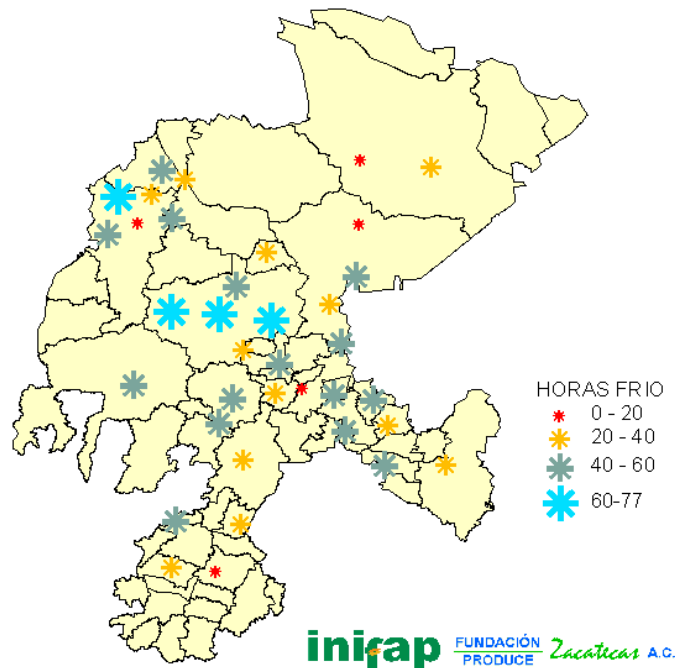 HORAS FRIO
0 - 20
20 - 40
40 - 60
60-77
inifap
FUNDACIÓN
PRODUCE
Zacatecas A.C.